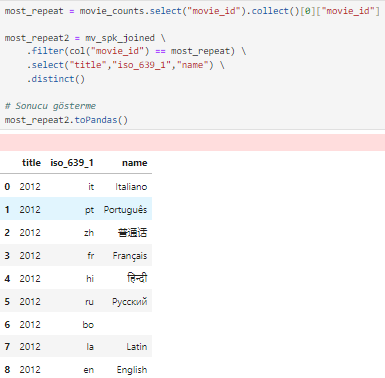 most_repeat = movie_counts.select("movie_id").collect()[0]["movie_id"]
most_repeat2 = mv_spk_joined \
.filter(col("movie_id") == most_repeat) \
.select("title","iso_639_1","name") \
.distinct()
# Sonucu gösterme
most_repeat2.toPandas()
title iso_639_1 name
0 2012 it Italiano
1 2012 pt Português
2 2012 zh 普通话
3 2012 fr Français
4 2012 hi हिन्दी
5 2012 ru Pусский
6 2012 bo
7 2012 la Latin
8 2012 en English